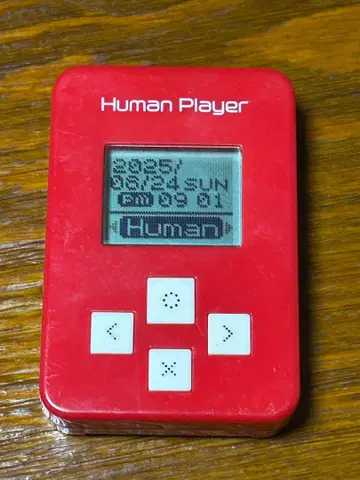 Human Player
2025/
08/24 SUN
PM 09 01
Human